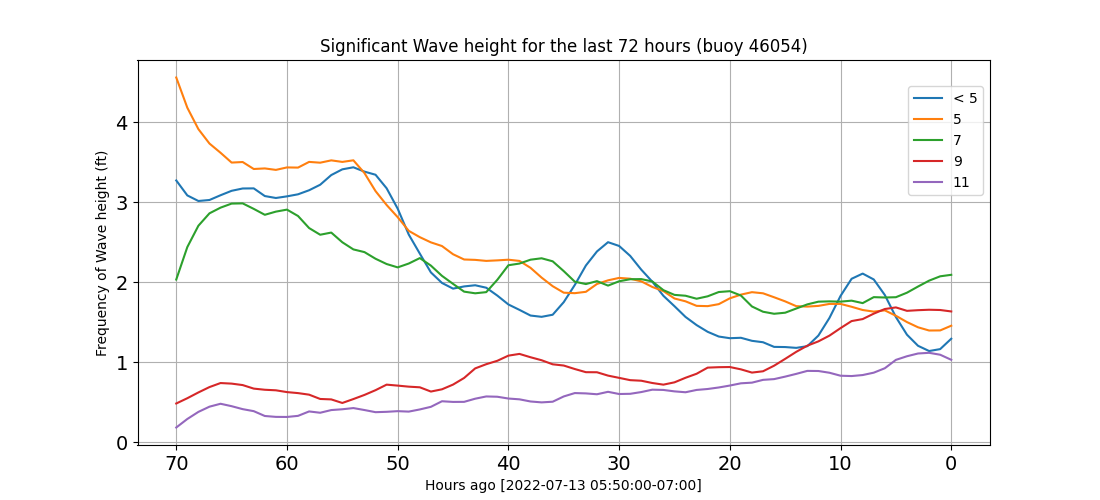 Significant Wave height for the last 72 hours (buoy 46054)
Frequency of Wave height (ft)
4
3
2
1
0
< 5
5
7
9
11
70 60 50 40 30 20 10 0
Hours ago [2022-07-13 05:50:00-07:00]